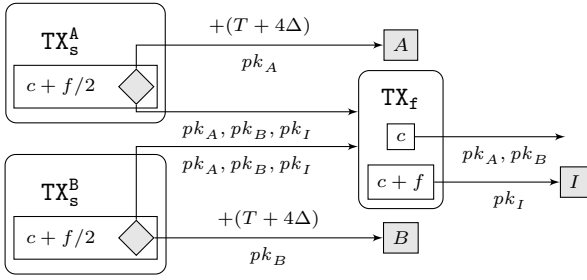 TX_s^A
c + f/2
+(T + 4Δ)
pk_A
A
pk_A, pk_B, pk_I
TX_f
c
pk_A, pk_B
c + f
pk_I
I
pk_A, pk_B, pk_I
TX_s^B
c + f/2
+(T + 4Δ)
pk_B
B